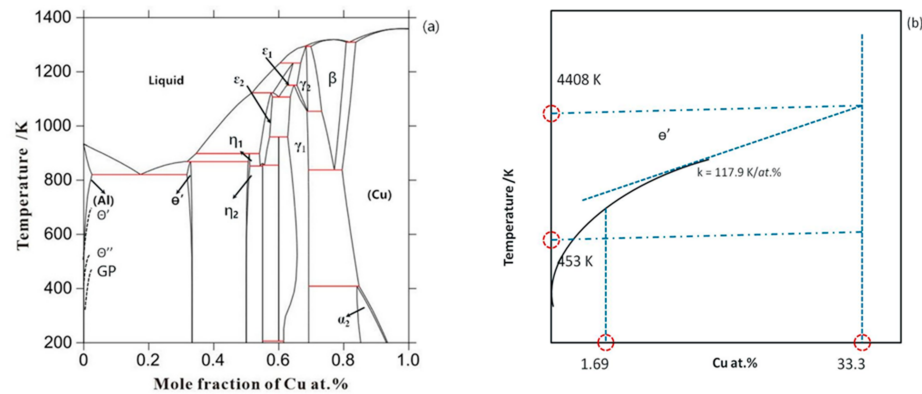 (a)
1400
1200
1000
800
600
400
200
Temperature /K
Liquid
ε₁
ε₂
γ₂
β
η₁
γ₁
(Al)
Θ'
ɵ'
η₂
(Cu)
Θ''
GP
α₂
0
0.2
0.4
0.6
0.8
1.0
Mole fraction of Cu at.%
(b)
4408 K
ɵ'
k = 117.9 K/at.%
Temperature/K
453 K
1.69
Cu at.%
33.3